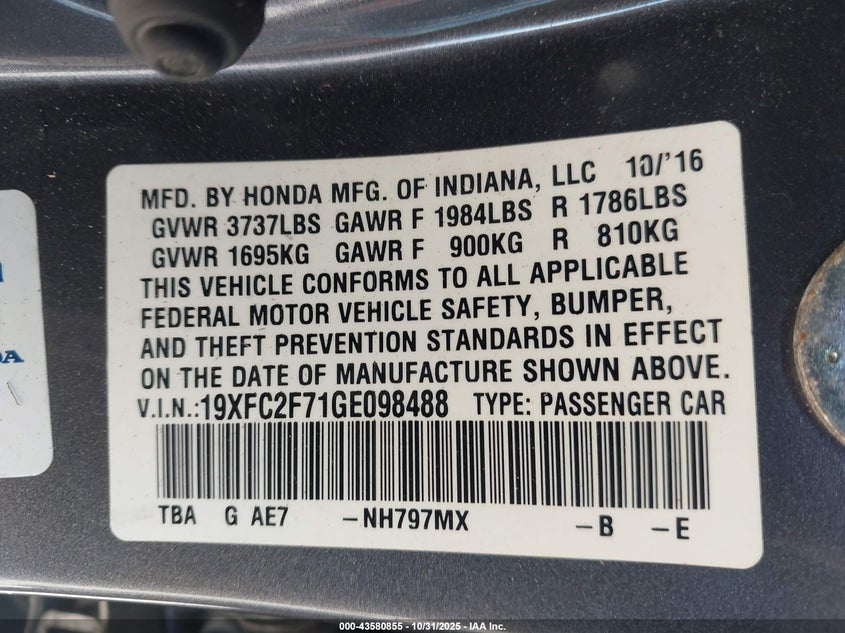 MFD. BY HONDA MFG. OF INDIANA, LLC 10/'16
GVWR 3737LBS GAWR F 1984LBS R 1786LBS
GVWR 1695KG GAWR F 900KG R 810KG
THIS VEHICLE CONFORMS TO ALL APPLICABLE
FEDERAL MOTOR VEHICLE SAFETY, BUMPER,
AND THEFT PREVENTION STANDARDS IN EFFECT
ON THE DATE OF MANUFACTURE SHOWN ABOVE.
V.I.N.:19XFC2F71GE098488 TYPE: PASSENGER CAR
TBA G AE7 -NH797MX -B -E
000-43580855 - 10/31/2025 - IAA Inc.